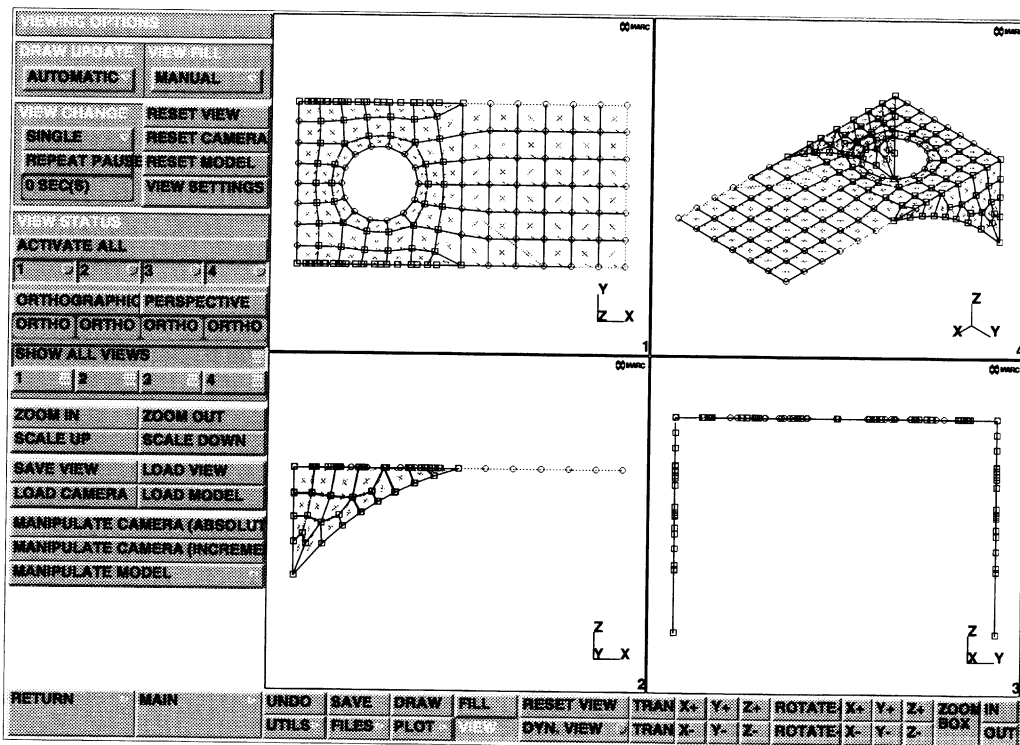 VIEWING OPTIONS
DRAW UPDATE VIEW FILL
AUTOMATIC MANUAL
VIEW CHANGE RESET VIEW
SINGLE RESET CAMERA
REPEAT PAUSE RESET MODEL
0 SEC(S) VIEW SETTINGS
VIEW STATUS
ACTIVATE ALL
1 2 3 4
ORTHOGRAPHIC PERSPECTIVE
ORTHO ORTHO ORTHO ORTHO
SHOW ALL VIEWS
1 2 3 4
ZOOM IN ZOOM OUT
SCALE UP SCALE DOWN
SAVE VIEW LOAD VIEW
LOAD CAMERA LOAD MODEL
MANIPULATE CAMERA (ABSOLUT
MANIPULATE CAMERA (INCREME
MANIPULATE MODEL
MARC
Y
Z X
1
MARC
Z
X Y
4
MARC
Z
Y X
2
MARC
Z
X Y
3
RETURN MAIN UNDO SAVE DRAW FILL RESET VIEW TRAN X+ Y+ Z+ ROTATE X+ Y+ Z+ ZOOM IN
UTILS FILES PLOT VIEW DYN. VIEW TRAN X- Y- Z- ROTATE X- Y- Z- BOX OUT